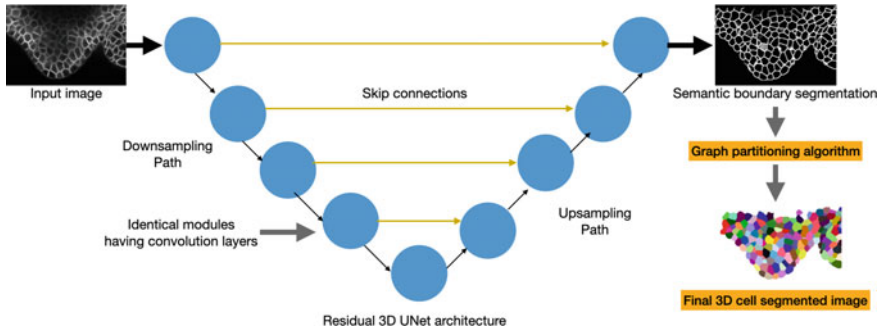 Input image
Skip connections
Semantic boundary segmentation
Downsampling
Path
Graph partitioning algorithm
Identical modules
having convolution layers
Upsampling
Path
Final 3D cell segmented image
Residual 3D UNet architecture